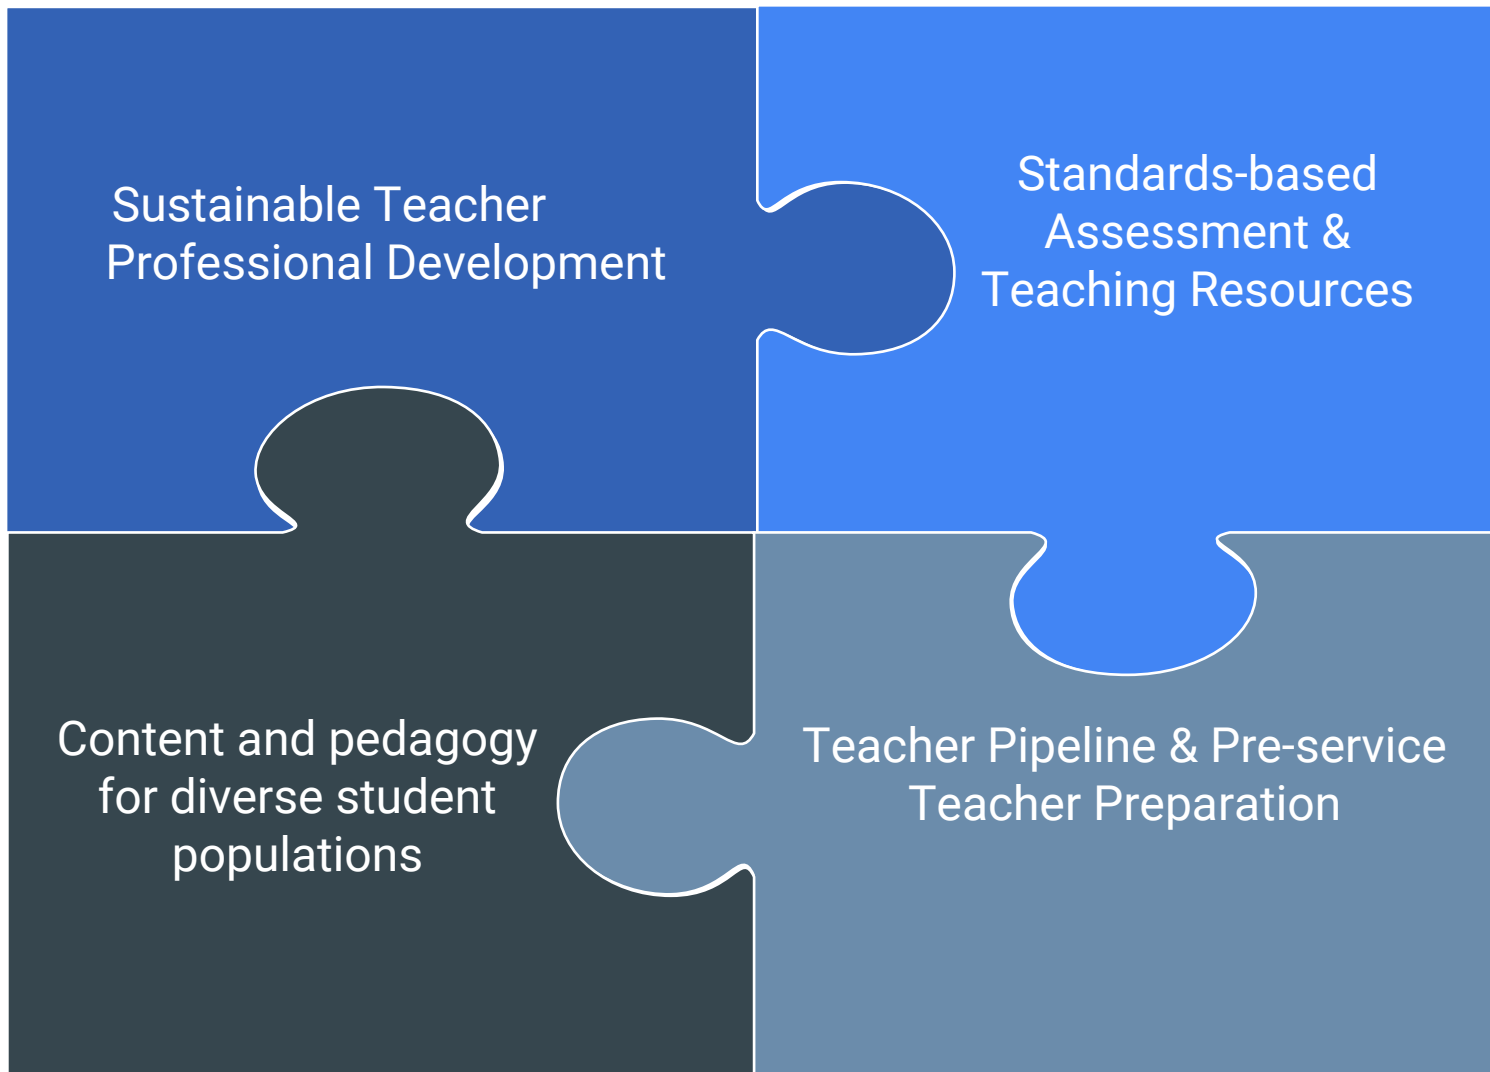 Sustainable Teacher
Professional Development
Standards-based
Assessment &
Teaching Resources
Content and pedagogy
for diverse student
populations
Teacher Pipeline & Pre-service
Teacher Preparation